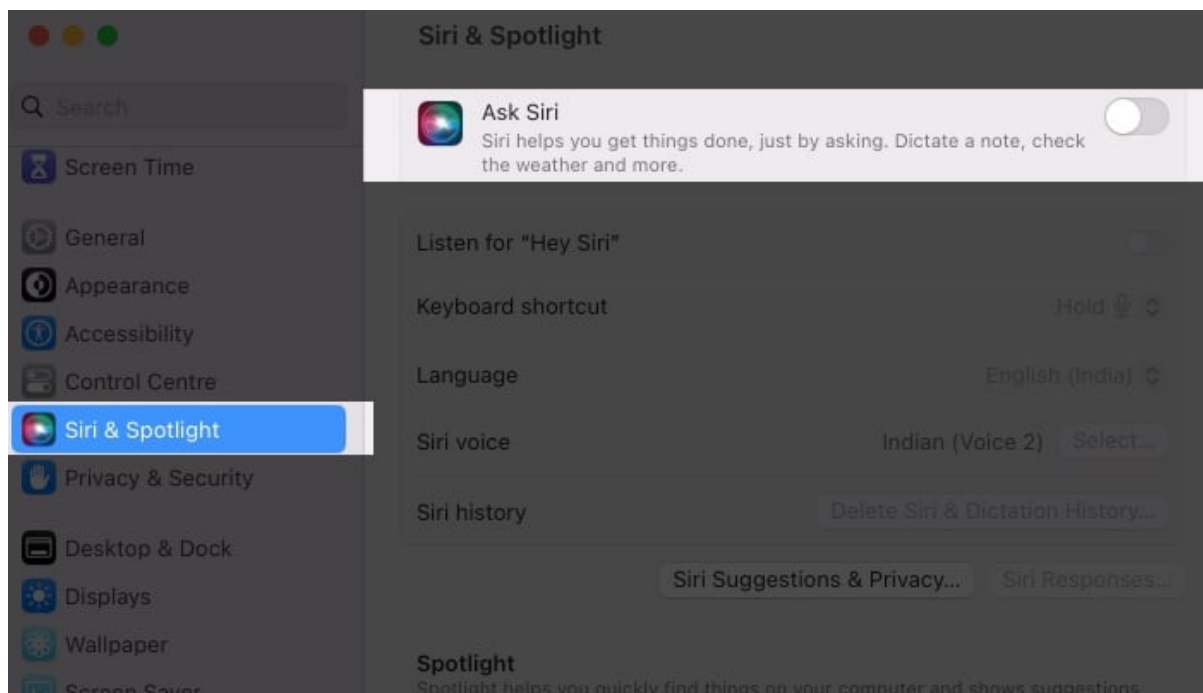 Siri & Spotlight
Search
Screen Time
General
Appearance
Accessibility
Control Centre
Siri & Spotlight
Privacy & Security
Desktop & Dock
Displays
Wallpaper
Screen Saver
Ask Siri
Siri helps you get things done, just by asking. Dictate a note, check
the weather and more.
Listen for “Hey Siri”
Keyboard shortcut Hold
Language English (India)
Siri voice Indian (Voice 2) Select...
Siri history Delete Siri & Dictation History...
Siri Suggestions & Privacy... Siri Responses...
Spotlight
Spotlight helps you quickly find things on your computer and shows suggestions